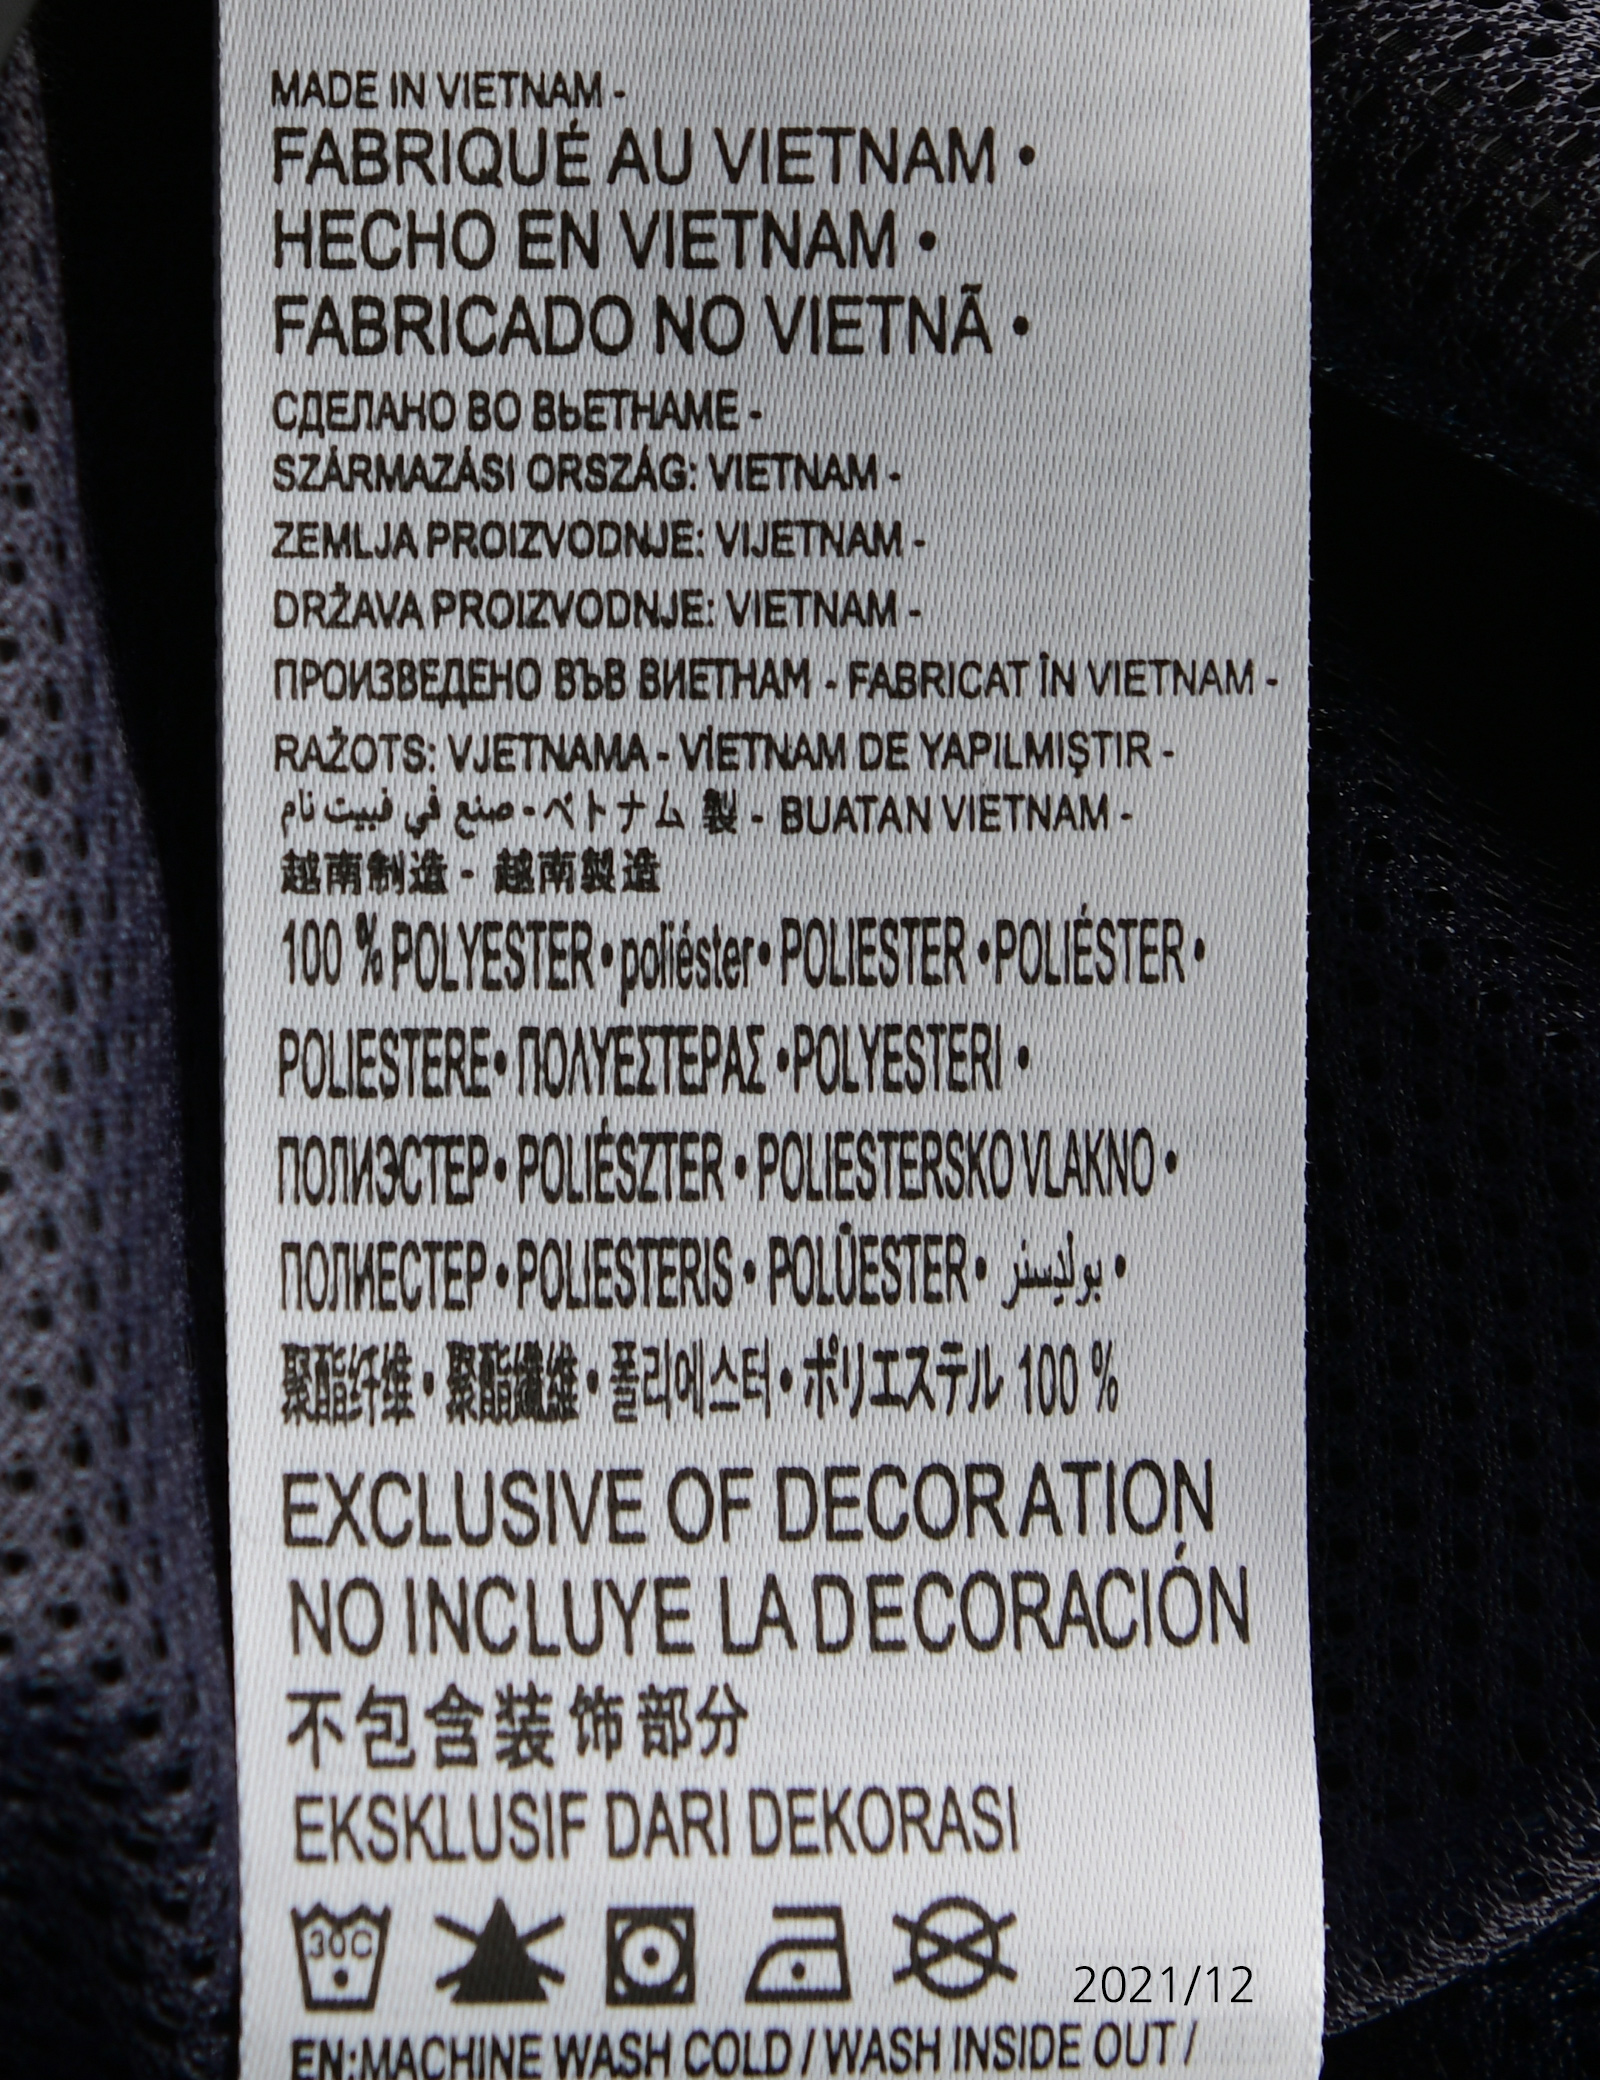 MADE IN VIETNAM -
FABRIQUÉ AU VIETNAM •
HECHO EN VIETNAM •
FABRICADO NO VIETNÃ •
СДЕЛАНО ВО ВЬЕТНАМЕ -
SZÁRMAZÁSI ORSZÁG: VIETNAM -
ZEMLJA PROIZVODNJE: VIJETNAM -
DRŽAVA PROIZVODNJE: VIETNAM -
ПРОИЗВЕДЕНО ВЪВ ВИЕТНАМ - FABRICAT ÎN VIETNAM -
RAŽOTS: VJETNAMA - VİETNAM DE YAPILMIŞTIR -
صنع في فييت نام - ベトナム 製 - BUATAN VIETNAM -
越南制造 - 越南製造
100 % POLYESTER • poliéster • POLIESTER • POLIÉSTER •
POLIESTERE • ΠΟΛΥΕΣΤΕΡΑΣ • POLYESTERI •
ПОЛИЭСТЕР • POLIÉSZTER • POLIESTERSKO VLAKNO •
ПОЛИЕСТЕР • POLIESTERIS • POLÜESTER • بوليستر •
聚酯纤维 • 聚酯纖維 • 폴리에스터 • ポリエステル 100 %
EXCLUSIVE OF DECORATION
NO INCLUYE LA DECORACIÓN
不包含装饰部分
EKSKLUSIF DARI DEKORASI
30C
2021/12
EN:MACHINE WASH COLD / WASH INSIDE OUT /